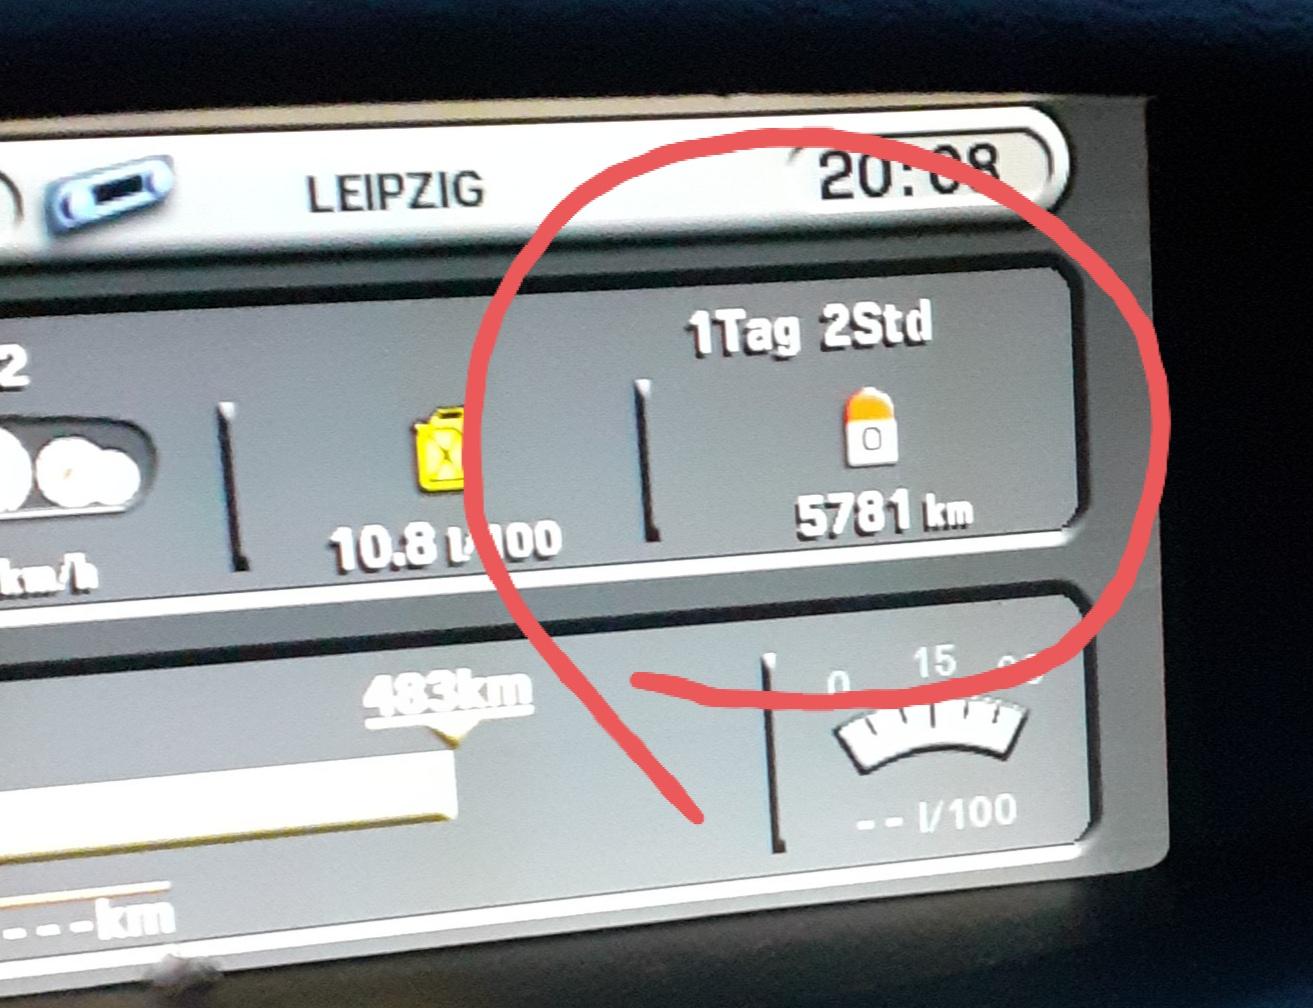 LEIPZIG 20:08
2 1Tag 2Std
0
km/h 10.8 l/100 5781 km
483km 0 15
---km -- l/100